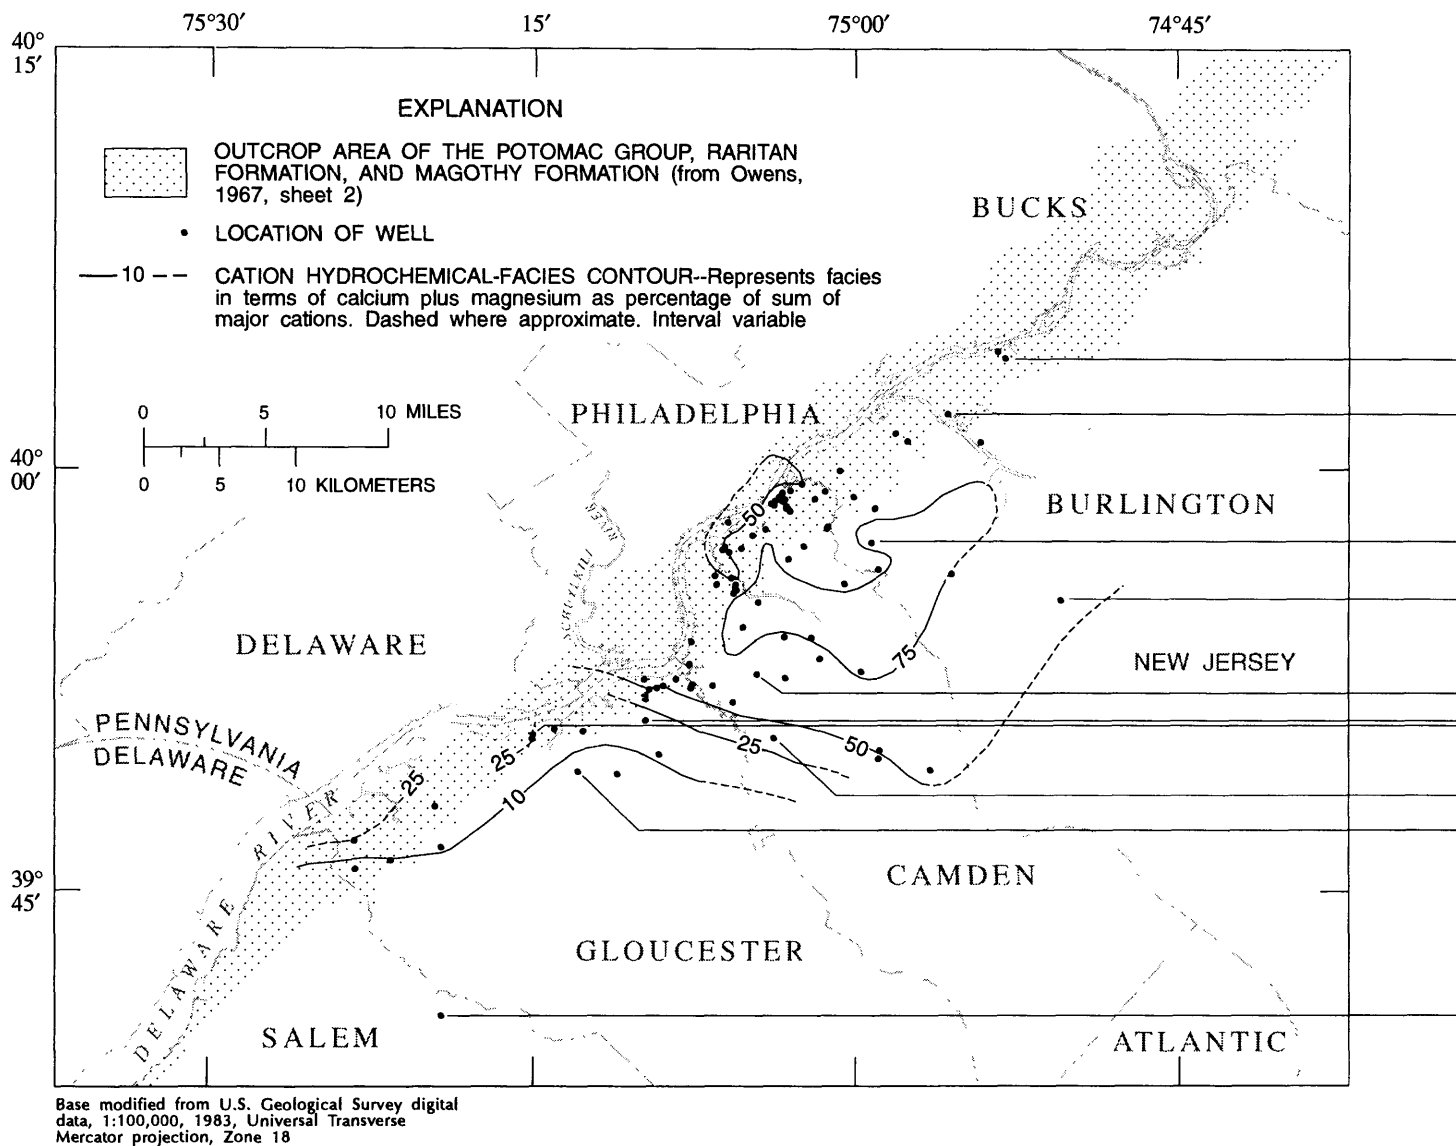 75°30′ 15′ 75°00′ 74°45′
40°
15′
EXPLANATION
OUTCROP AREA OF THE POTOMAC GROUP, RARITAN
FORMATION, AND MAGOTHY FORMATION (from Owens,
1967, sheet 2)
LOCATION OF WELL
10
CATION HYDROCHEMICAL-FACIES CONTOUR--Represents facies
in terms of calcium plus magnesium as percentage of sum of
major cations. Dashed where approximate. Interval variable
BUCKS
0 5 10 MILES
0 5 10 KILOMETERS
PHILADELPHIA
40°
00′
BURLINGTON
50
SCHUYLKILL
RIVER
DELAWARE
75
NEW JERSEY
PENNSYLVANIA
DELAWARE
25
50
25
25
10
DELAWARE RIVER
CAMDEN
39°
45′
GLOUCESTER
SALEM
ATLANTIC
Base modified from U.S. Geological Survey digital
data, 1:100,000, 1983, Universal Transverse
Mercator projection, Zone 18